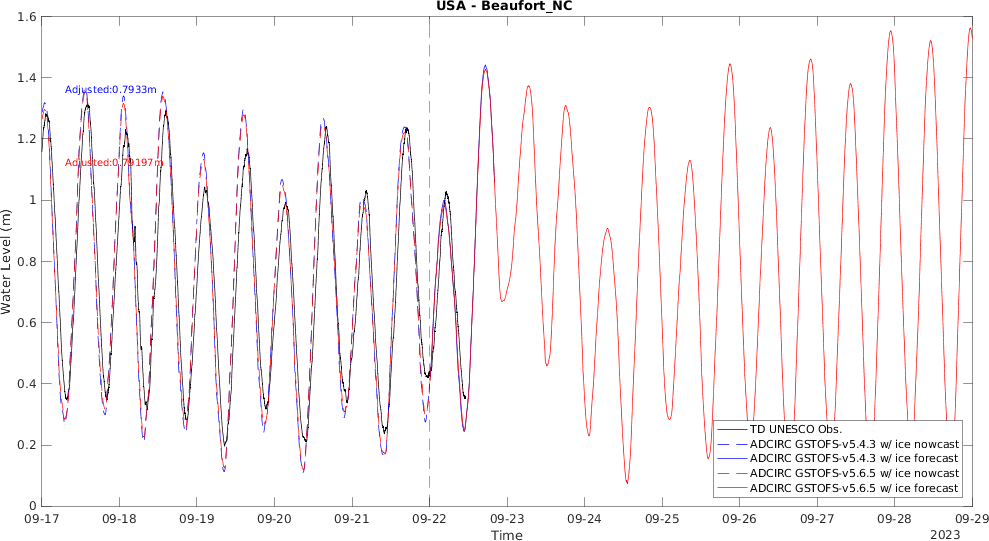 USA - Beaufort_NC
1.6
1.4
1.2
1
0.8
0.6
0.4
0.2
0
Water Level (m)
Adjusted:0.7933m
Adjusted:0.79197m
TD UNESCO Obs.
ADCIRC GSTOFS-v5.4.3 w/ ice nowcast
ADCIRC GSTOFS-v5.4.3 w/ ice forecast
ADCIRC GSTOFS-v5.6.5 w/ ice nowcast
ADCIRC GSTOFS-v5.6.5 w/ ice forecast
09-17 09-18 09-19 09-20 09-21 09-22 09-23 09-24 09-25 09-26 09-27 09-28 09-29
Time
2023